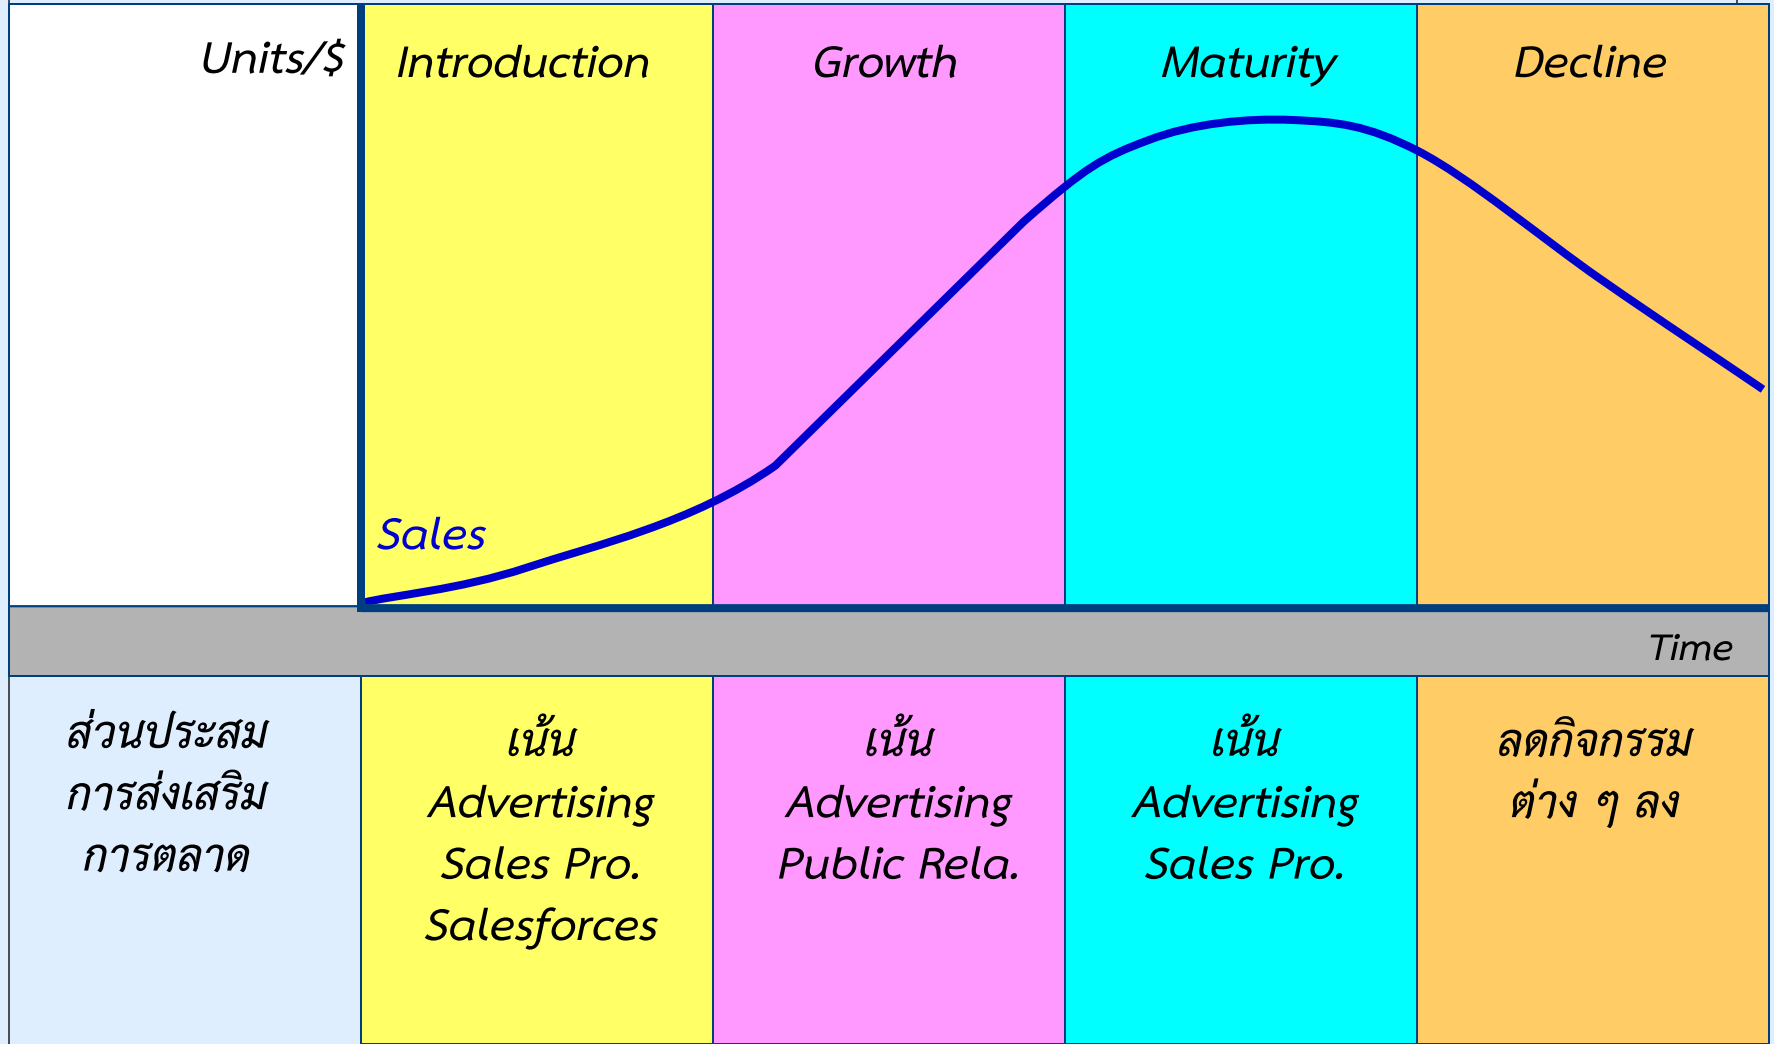 Units/$
Introduction
Growth
Maturity
Decline
Sales
Time
ส่วนประสม
การส่งเสริม
การตลาด
เน้น
Advertising
Sales Pro.
Salesforces
เน้น
Advertising
Public Rela.
เน้น
Advertising
Sales Pro.
ลดกิจกรรม
ต่าง ๆ ลง